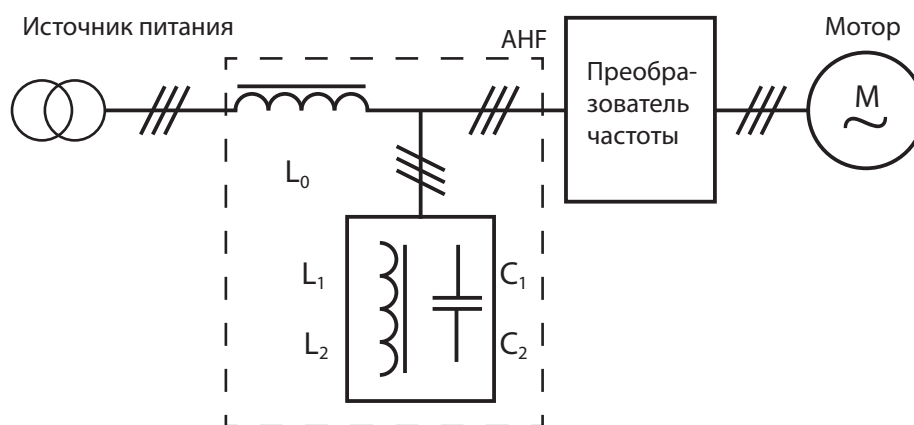 Источник питания
AHF
Мотор
Преобра-
зователь
частоты
M
L₀
L₁
C₁
L₂
C₂